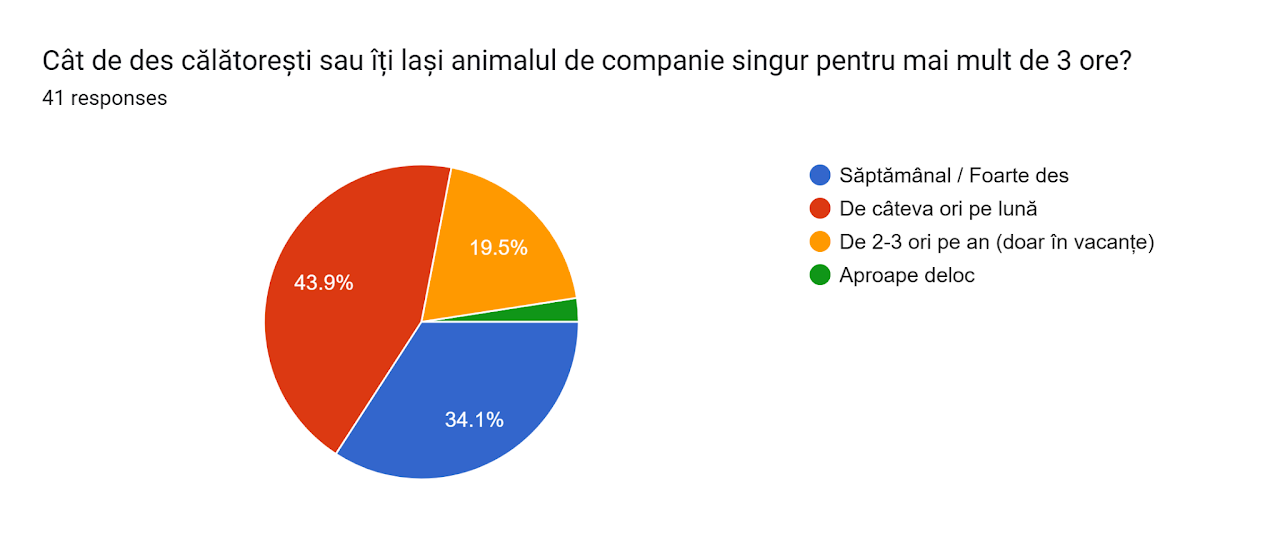 Cât de des călătorești sau îți lași animalul de companie singur pentru mai mult de 3 ore?
41 responses
Săptămânal / Foarte des
De câteva ori pe lună
De 2-3 ori pe an (doar în vacanțe)
Aproape deloc
19.5%
43.9%
34.1%